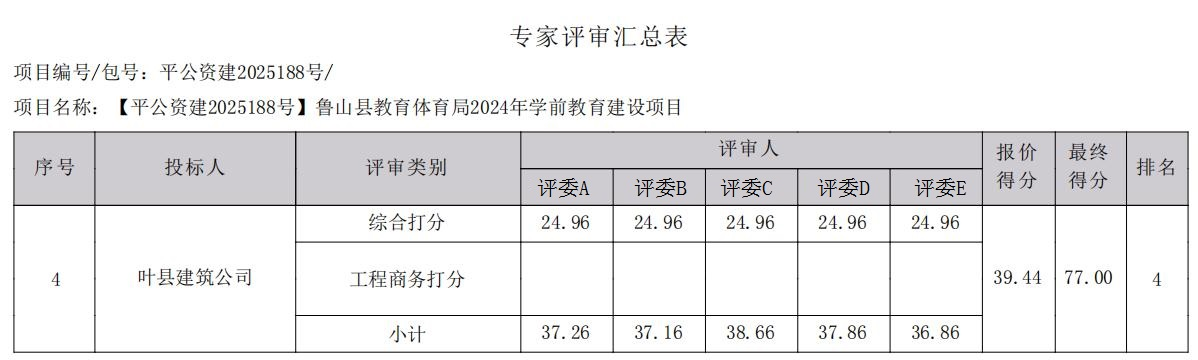 专家评审汇总表
项目编号/包号：平公资建2025188号/
项目名称：【平公资建2025188号】鲁山县教育体育局2024年学前教育建设项目
序号 投标人 评审类别 评审人 报价得分 最终得分 排名
评委A 评委B 评委C 评委D 评委E
4 叶县建筑公司 综合打分 24.96 24.96 24.96 24.96 24.96 39.44 77.00 4
工程商务打分
小计 37.26 37.16 38.66 37.86 36.86